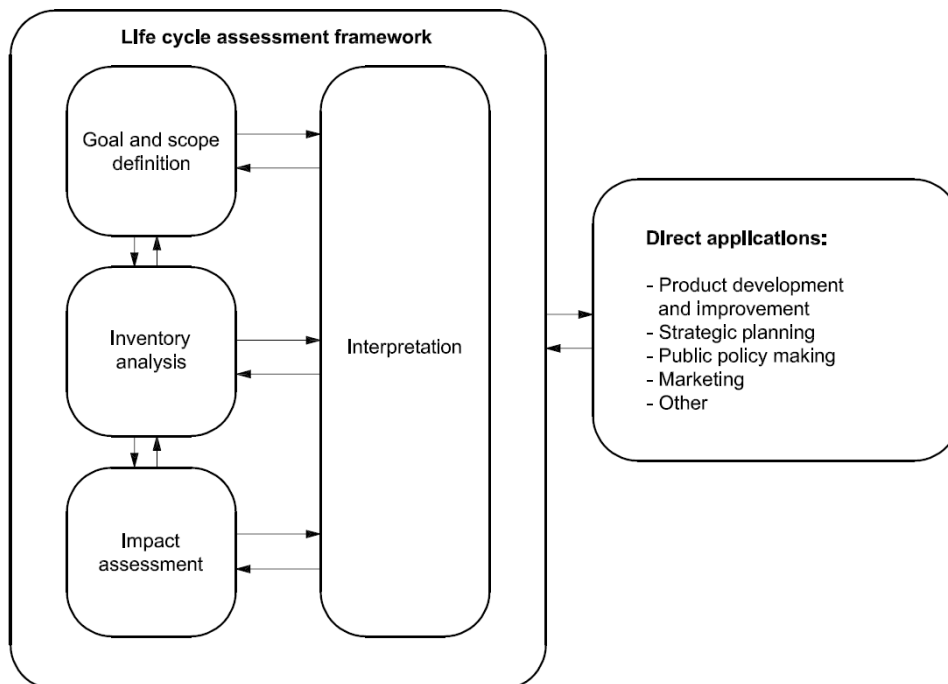 Life cycle assessment framework
Goal and scope
definition
Inventory
analysis
Impact
assessment
Interpretation
Direct applications:
- Product development
and improvement
- Strategic planning
- Public policy making
- Marketing
- Other